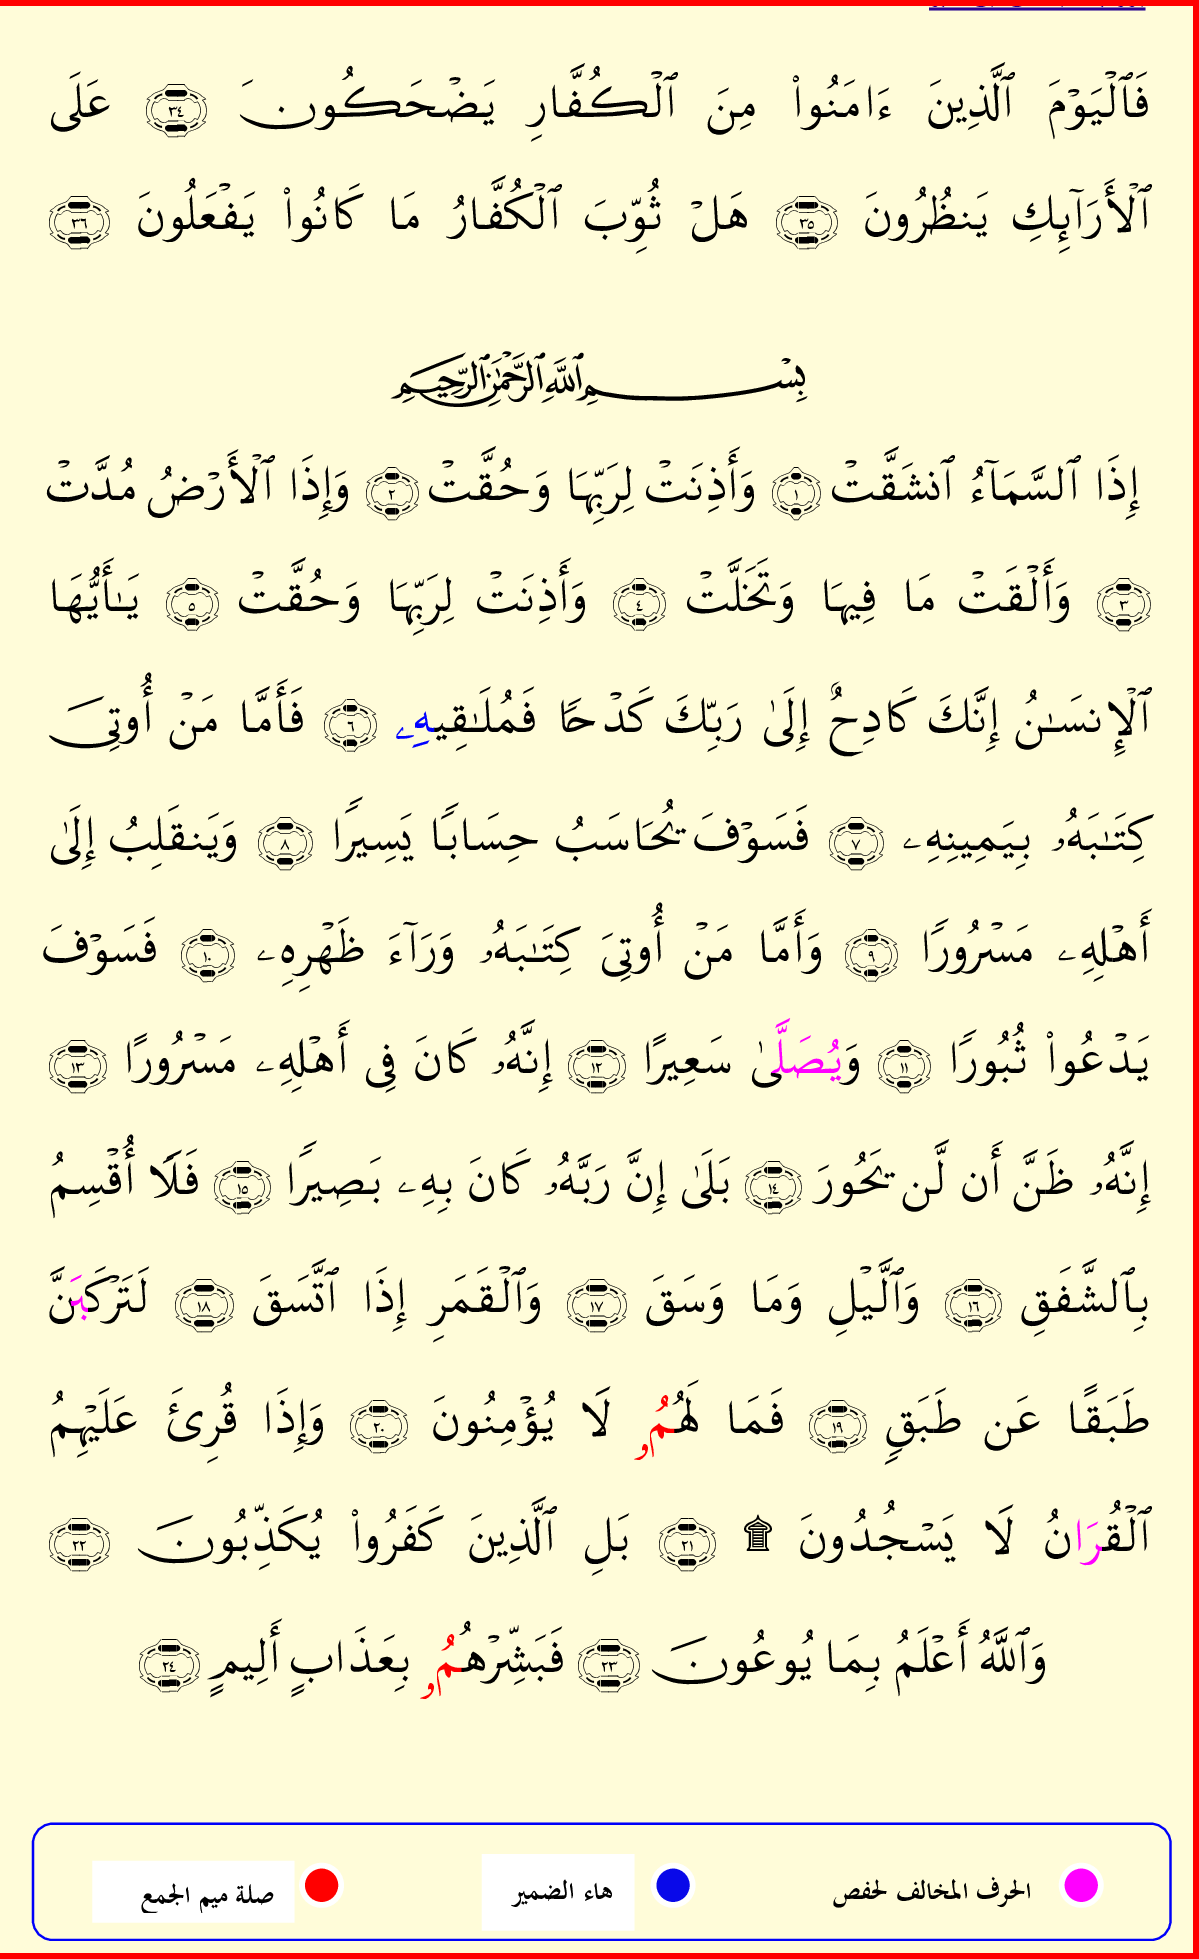 فَٱلۡيَوۡمَ ٱلَّذِينَ ءَامَنُواْ مِنَ ٱلۡكُفَّارِ يَضۡحَكُونَ ٣٤ عَلَى
ٱلۡأَرَآئِكِ يَنظُرُونَ ٣٥ هَلۡ ثُوِّبَ ٱلۡكُفَّارُ مَا كَانُواْ يَفۡعَلُونَ ٣٦
بِسۡمِ ٱللَّهِ ٱلرَّحۡمَٰنِ ٱلرَّحِيمِ
إِذَا ٱلسَّمَآءُ ٱنشَقَّتۡ ١ وَأَذِنَتۡ لِرَبِّهَا وَحُقَّتۡ ٢ وَإِذَا ٱلۡأَرۡضُ مُدَّتۡ
٣ وَأَلۡقَتۡ مَا فِيهَا وَتَخَلَّتۡ ٤ وَأَذِنَتۡ لِرَبِّهَا وَحُقَّتۡ ٥ يَٰٓأَيُّهَا
ٱلۡإِنسَٰنُ إِنَّكَ كَادِحٌ إِلَىٰ رَبِّكَ كَدۡحًا فَمُلَٰقِيهِۦ ٦ فَأَمَّا مَنۡ أُوتِيَ
كِتَٰبَهُۥ بِيَمِينِهِۦ ٧ فَسَوۡفَ يُحَاسَبُ حِسَابًا يَسِيرًا ٨ وَيَنقَلِبُ إِلَىٰٓ
أَهۡلِهِۦ مَسۡرُورًا ٩ وَأَمَّا مَنۡ أُوتِيَ كِتَٰبَهُۥ وَرَآءَ ظَهۡرِهِۦ ١٠ فَسَوۡفَ
يَدۡعُواْ ثُبُورًا ١١ وَيُصَلَّىٰ سَعِيرًا ١٢ إِنَّهُۥ كَانَ فِيٓ أَهۡلِهِۦ مَسۡرُورًا ١٣
إِنَّهُۥ ظَنَّ أَن لَّن يَحُورَ ١٤ بَلَىٰٓ إِنَّ رَبَّهُۥ كَانَ بِهِۦ بَصِيرًا ١٥ فَلَآ أُقۡسِمُ
بِٱلشَّفَقِ ١٦ وَٱلَّيۡلِ وَمَا وَسَقَ ١٧ وَٱلۡقَمَرِ إِذَا ٱتَّسَقَ ١٨ لَتَرۡكَبَنَّ
طَبَقًا عَن طَبَقٍ ١٩ فَمَا لَهُمُۥ لَا يُؤۡمِنُونَ ٢٠ وَإِذَا قُرِئَ عَلَيۡهِمُ
ٱلۡقُرَانُ لَا يَسۡجُدُونَ ۩ ٢١ بَلِ ٱلَّذِينَ كَفَرُواْ يُكَذِّبُونَ ٢٢
وَٱللَّهُ أَعۡلَمُ بِمَا يُوعُونَ ٢٣ فَبَشِّرۡهُمُۥ بِعَذَابٍ أَلِيمٍ ٢٤
الحرف المخالف لحفص هاء الضمير صلة ميم الجمع